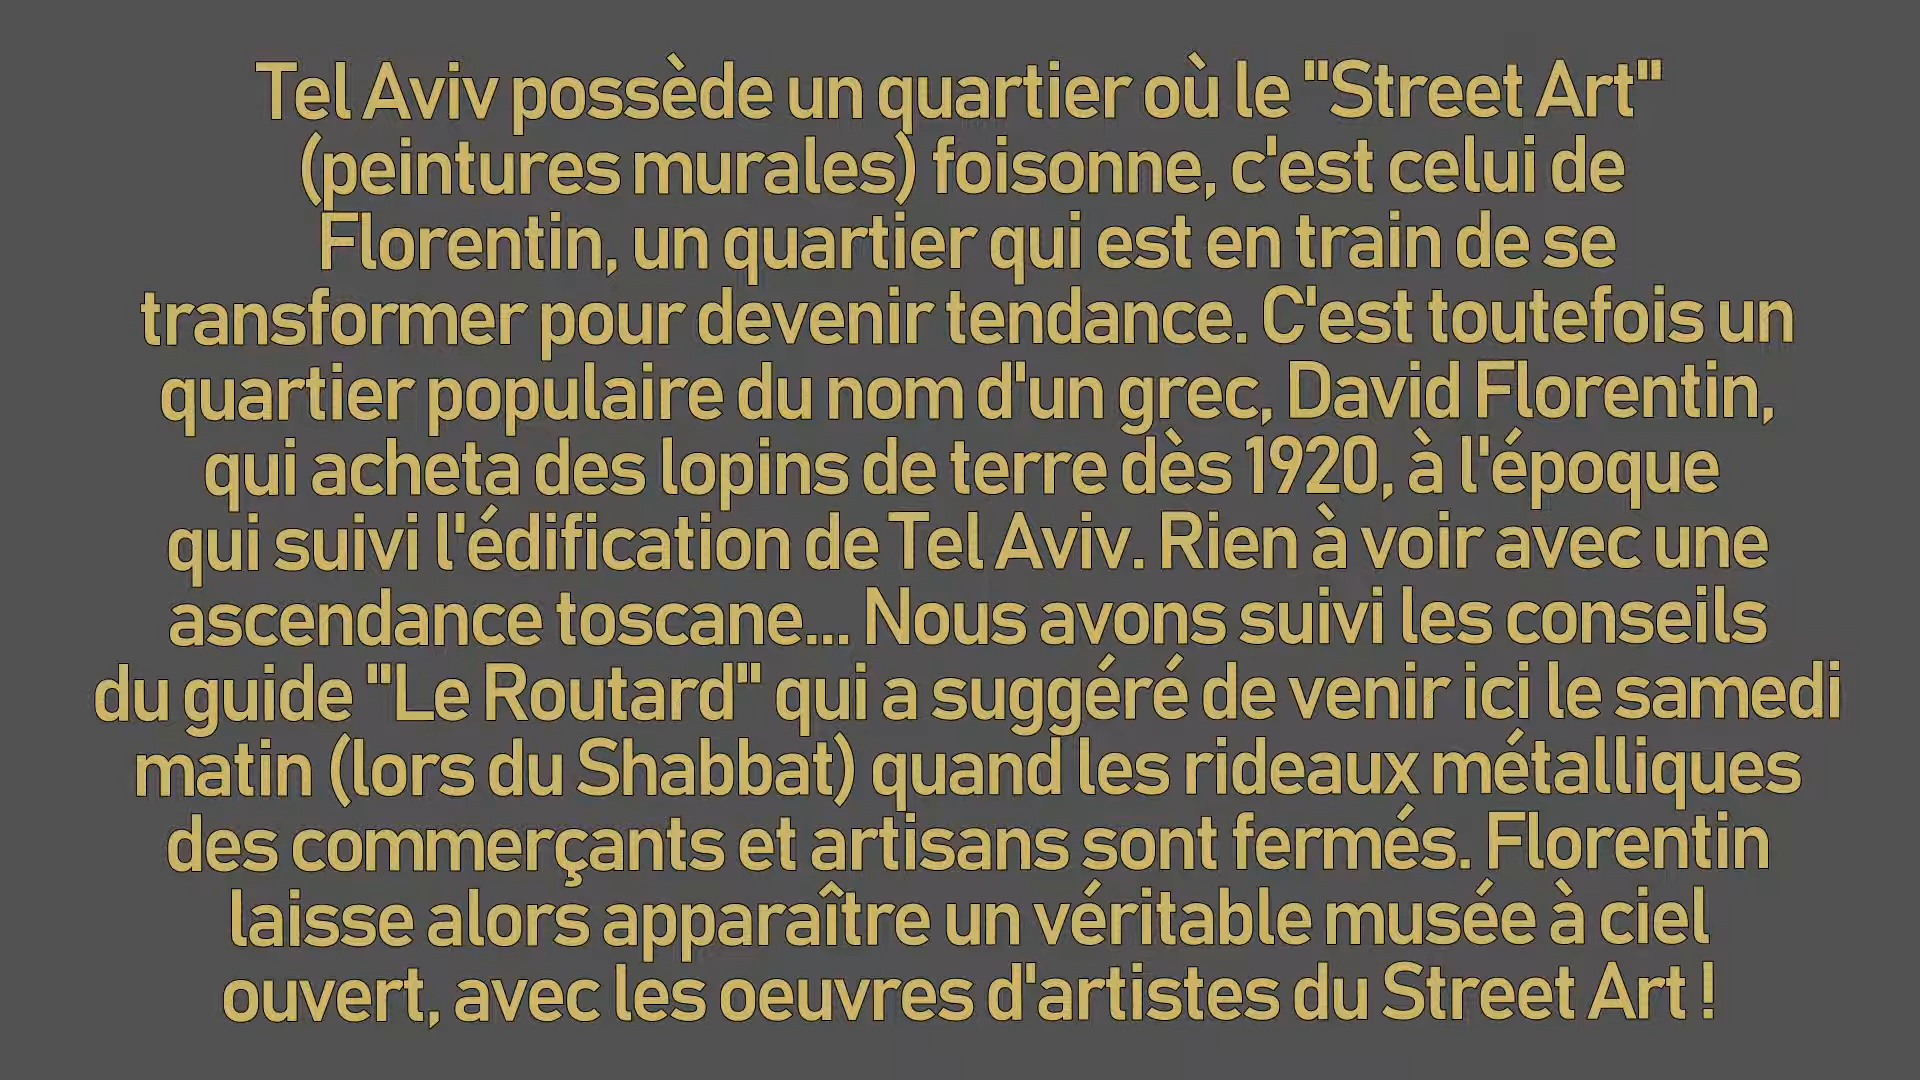 Tel Aviv possède un quartier où le "Street Art"
(peintures murales) foisonne, c'est celui de
Florentin, un quartier qui est en train de se
transformer pour devenir tendance. C'est toutefois un
quartier populaire du nom d'un grec, David Florentin,
qui acheta des lopins de terre dès 1920, à l'époque
qui suivi l'édification de Tel Aviv. Rien à voir avec une
ascendance toscane... Nous avons suivi les conseils
du guide "Le Routard" qui a suggéré de venir ici le samedi
matin (lors du Shabbat) quand les rideaux métalliques
des commerçants et artisans sont fermés. Florentin
laisse alors apparaître un véritable musée à ciel
ouvert, avec les oeuvres d'artistes du Street Art !